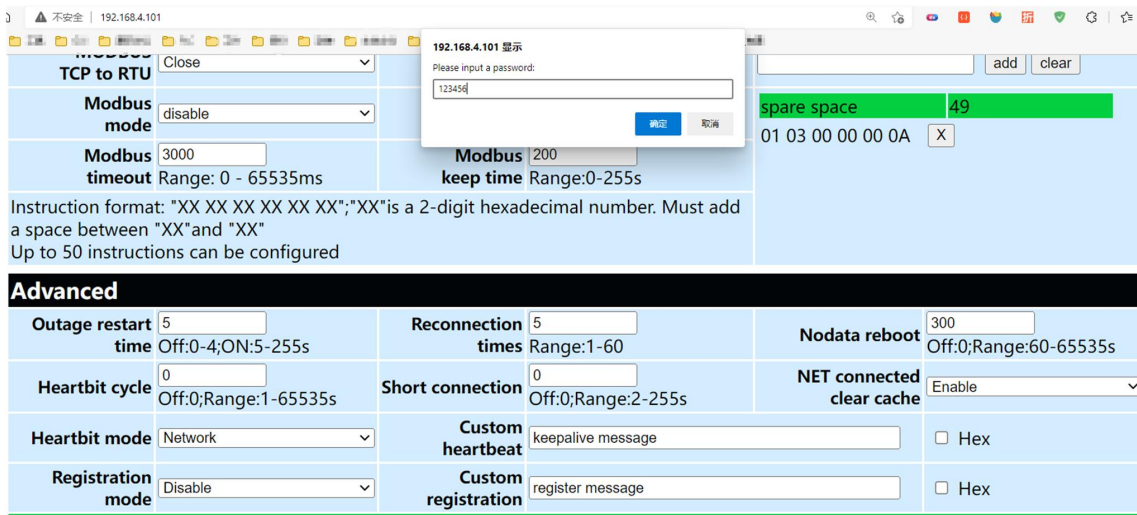 不安全 192.168.4.101
192.168.4.101 显示
Please input a password:
123456
确定 取消
MODBUS
TCP to RTU Close
add clear
Modbus
mode disable
spare space 49
01 03 00 00 00 0A X
Modbus
timeout 3000
Range: 0 - 65535ms
Modbus
keep time 200
Range:0-255s
Instruction format: "XX XX XX XX XX XX";"XX"is a 2-digit hexadecimal number. Must add
a space between "XX"and "XX"
Up to 50 instructions can be configured
Advanced
Outage restart
time 5
Off:0-4;ON:5-255s
Reconnection
times 5
Range:1-60
Nodata reboot 300
Off:0;Range:60-65535s
Heartbit cycle 0
Off:0;Range:1-65535s
Short connection 0
Off:0;Range:2-255s
NET connected
clear cache Enable
Heartbit mode Network
Custom
heartbeat keepalive message
Hex
Registration
mode Disable
Custom
registration register message
Hex